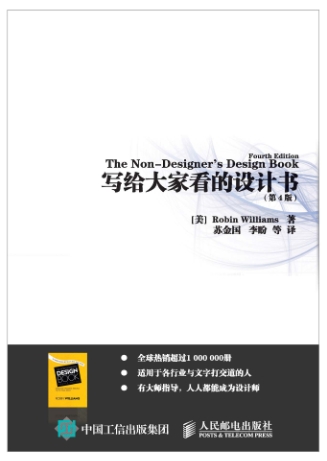 Fourth Edition
The Non-Designer's Design Book
写给大家看的设计书
(第4版)
[美] Robin Williams 著
苏金国 李盼 等 译
DESIGN
BOOK
● 全球热销超过1 000 000册
● 适用于各行业与文字打交道的人
● 有大师指导,人人都能成为设计师
中国工信出版集团
人民邮电出版社
POSTS & TELECOM PRESS